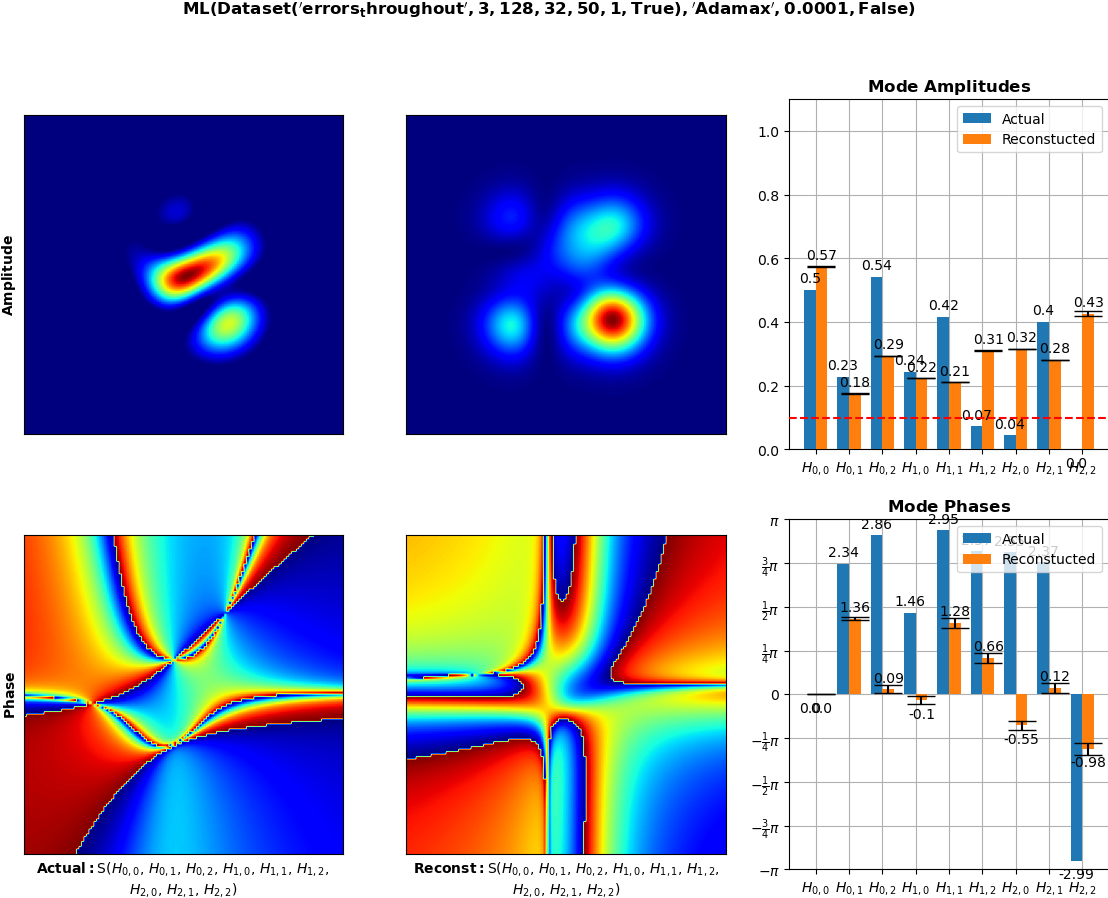 ML(Dataset('errors_throughout', 3, 128, 32, 50, 1, True), 'Adamax', 0.0001, False)
Amplitude
Mode Amplitudes
Actual
Reconstucted
1.0
0.8
0.6
0.4
0.2
0.0
0.5 0.57
0.23 0.18
0.54 0.29
0.24 0.22
0.42 0.21
0.07 0.31
0.04 0.32
0.4 0.28
0.0 0.43
H0,0 H0,1 H0,2 H1,0 H1,1 H1,2 H2,0 H2,1 H2,2
Phase
Actual: S(H0,0, H0,1, H0,2, H1,0, H1,1, H1,2,
H2,0, H2,1, H2,2)
Reconst: S(H0,0, H0,1, H0,2, H1,0, H1,1, H1,2,
H2,0, H2,1, H2,2)
Mode Phases
Actual
Reconstucted
π
3/4π
1/2π
1/4π
0
−1/4π
−1/2π
−3/4π
−π
0.0 0.0
2.34 1.36
2.86 0.09
1.46 -0.1
2.95 1.28
0.66
-0.55
2.37 0.12
-2.99 -0.98
H0,0 H0,1 H0,2 H1,0 H1,1 H1,2 H2,0 H2,1 H2,2